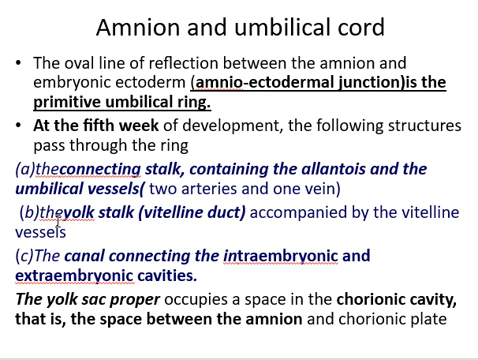 Amnion and umbilical cord
• The oval line of reflection between the amnion and
embryonic ectoderm (amnio-ectodermal junction)is the
primitive umbilical ring.
• At the fifth week of development, the following structures
pass through the ring
(a)theconnecting stalk, containing the allantois and the
umbilical vessels( two arteries and one vein)
(b)theyolk stalk (vitelline duct) accompanied by the vitelline
vessels
(c)The canal connecting the intraembryonic and
extraembryonic cavities.
The yolk sac proper occupies a space in the chorionic cavity,
that is, the space between the amnion and chorionic plate